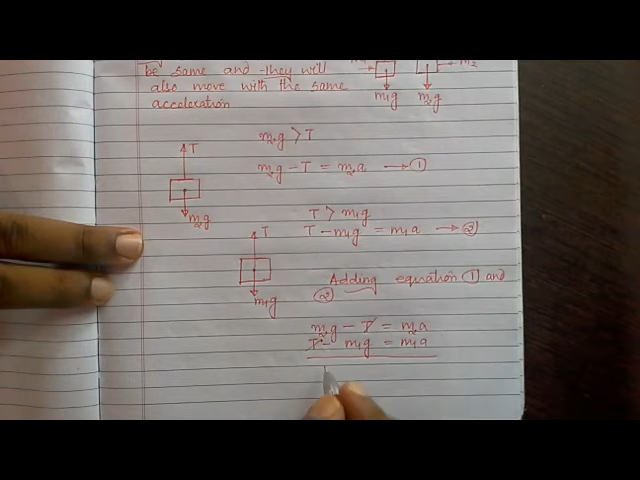 be same and they will
also move with the same
acceleration
m₁g m₂g
m₂
T
m₂g > T
m₂g - T = m₂a → ①
m₂g
T > m₁g
T
T - m₁g = m₁a → ②
m₁g
Adding equation ① and
②
m₂g - T = m₂a
T - m₁g = m₁a